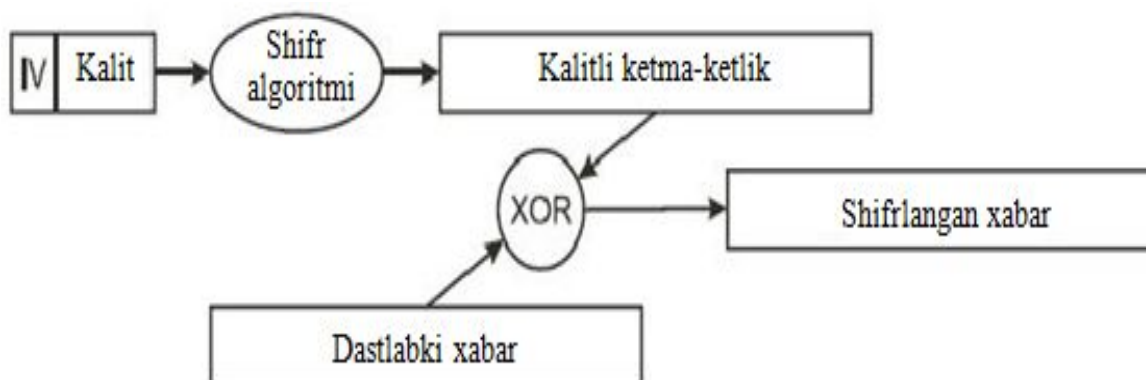 IV
Kalit
Shifr
algoritmi
Kalitli ketma-ketlik
XOR
Shifrlangan xabar
Dastlabki xabar